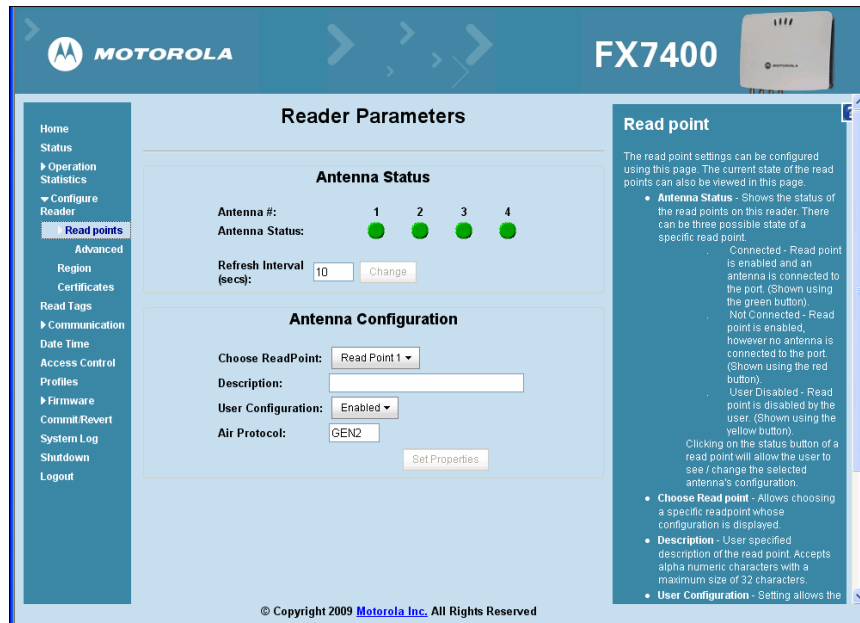 MOTOROLA
FX7400
Home
Status
Operation
Statistics
Configure
Reader
Read points
Advanced
Region
Certificates
Read Tags
Communication
Date Time
Access Control
Profiles
Firmware
Commit/Revert
System Log
Shutdown
Logout
Reader Parameters
Antenna Status
Antenna #: 1 2 3 4
Antenna Status:
Refresh Interval
(secs): 10 Change
Antenna Configuration
Choose ReadPoint: Read Point 1
Description:
User Configuration: Enabled
Air Protocol: GEN2
Set Properties
Read point
The read point settings can be configured
using this page. The current state of the read
points can also be viewed in this page.
• Antenna Status - Shows the status of
the read points on this reader. There
can be three possible state of a
specific read point.
. Connected - Read point
is enabled and an
antenna is connected to
the port. (Shown using
the green button).
. Not Connected - Read
point is enabled,
however no antenna is
connected to the port.
(Shown using the red
button).
. User Disabled - Read
point is disabled by the
user. (Shown using the
yellow button).
Clicking on the status button of a
read point will allow the user to
see / change the selected
antenna's configuration.
• Choose Read point - Allows choosing
a specific readpoint whose
configuration is displayed.
• Description - User specified
description of the read point. Accepts
alpha numeric characters with a
maximum size of 32 characters.
• User Configuration - Setting allows the
© Copyright 2009 Motorola Inc. All Rights Reserved